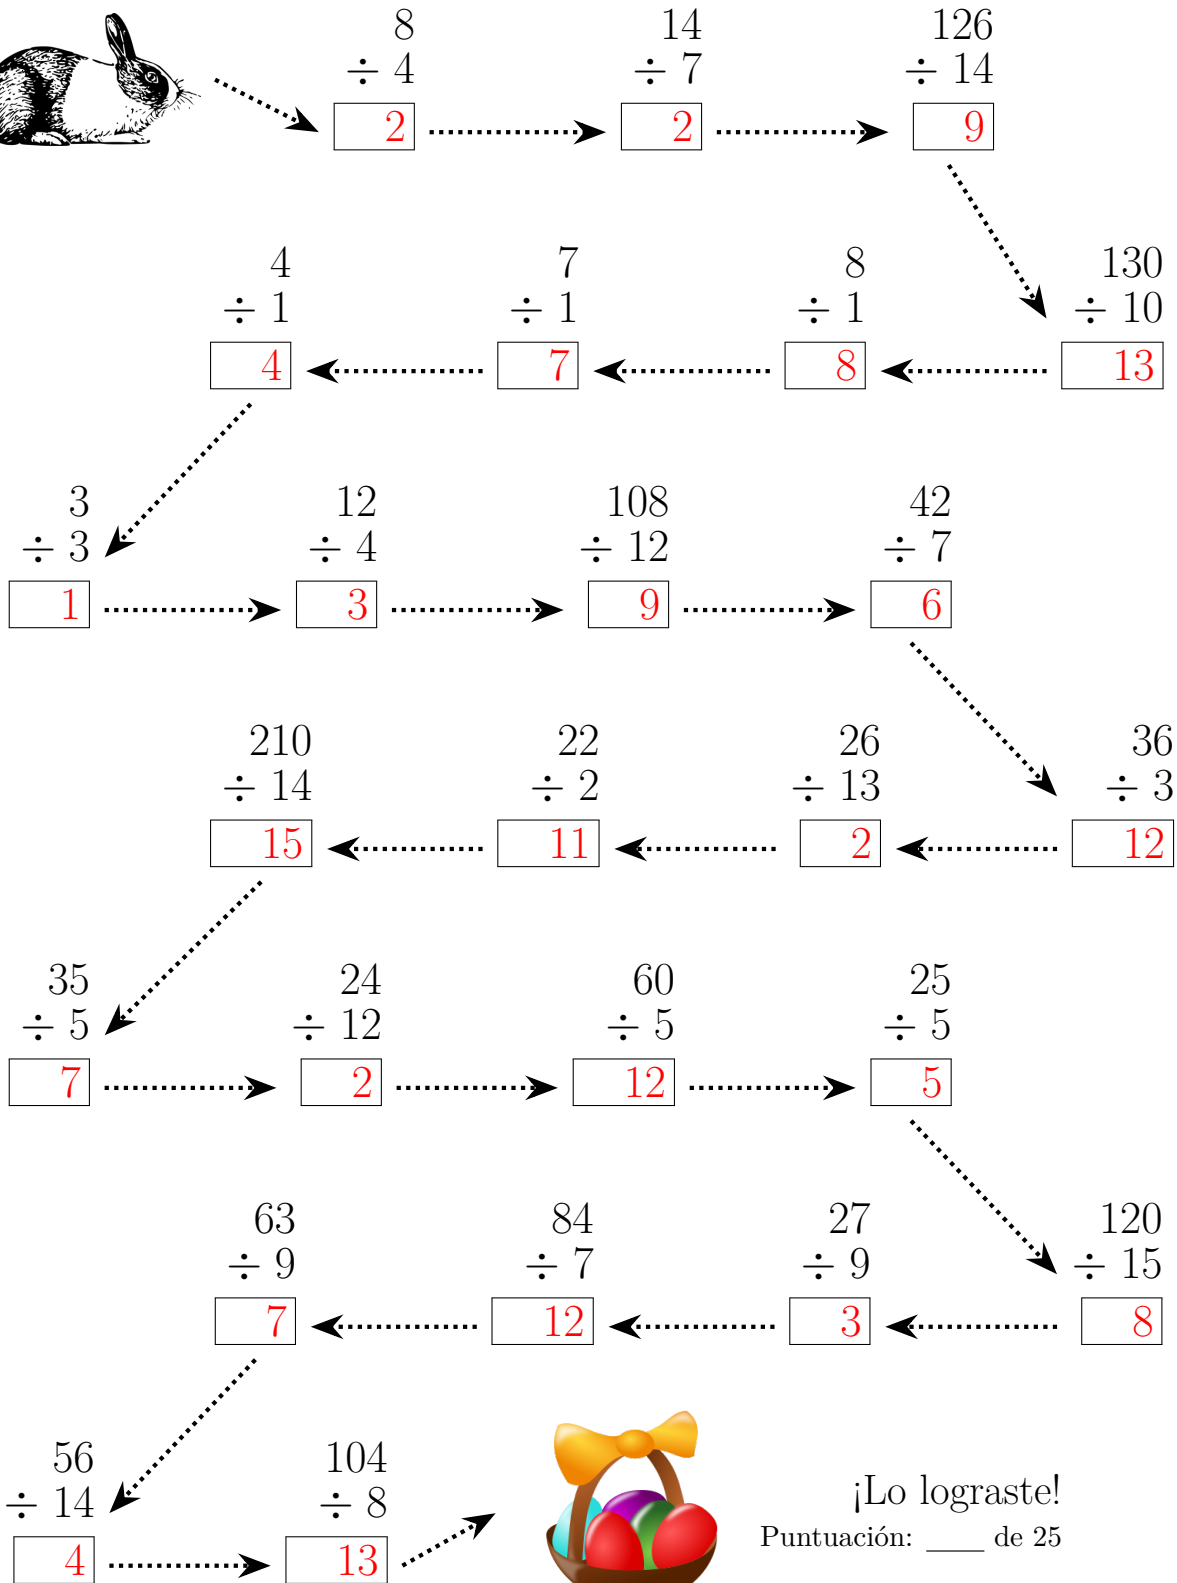 8 14 126
÷ 4 ÷ 7 ÷ 14
2 2 9
4 7 8 130
÷ 1 ÷ 1 ÷ 1 ÷ 10
4 7 8 13
3 12 108 42
÷ 3 ÷ 4 ÷ 12 ÷ 7
1 3 9 6
210 22 26 36
÷ 14 ÷ 2 ÷ 13 ÷ 3
15 11 2 12
35 24 60 25
÷ 5 ÷ 12 ÷ 5 ÷ 5
7 2 12 5
63 84 27 120
÷ 9 ÷ 7 ÷ 9 ÷ 15
7 12 3 8
56 104
÷ 14 ÷ 8
4 13
¡Lo lograste!
Puntuación: ____ de 25